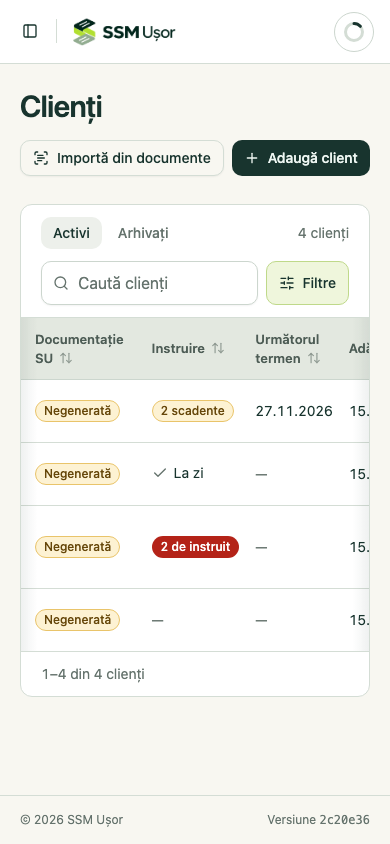 SSM Ușor
Clienți
Importă din documente
Adaugă client
Activi
Arhivați
4 clienți
Caută clienți
Filtre
Documentație
SU
Instruire
Următorul
termen
Negenerată
2 scadente
27.11.2026
15.
Negenerată
La zi
—
15.
Negenerată
2 de instruit
—
15.
Negenerată
—
—
15.
1–4 din 4 clienți
© 2026 SSM Ușor
Versiune 2c20e36